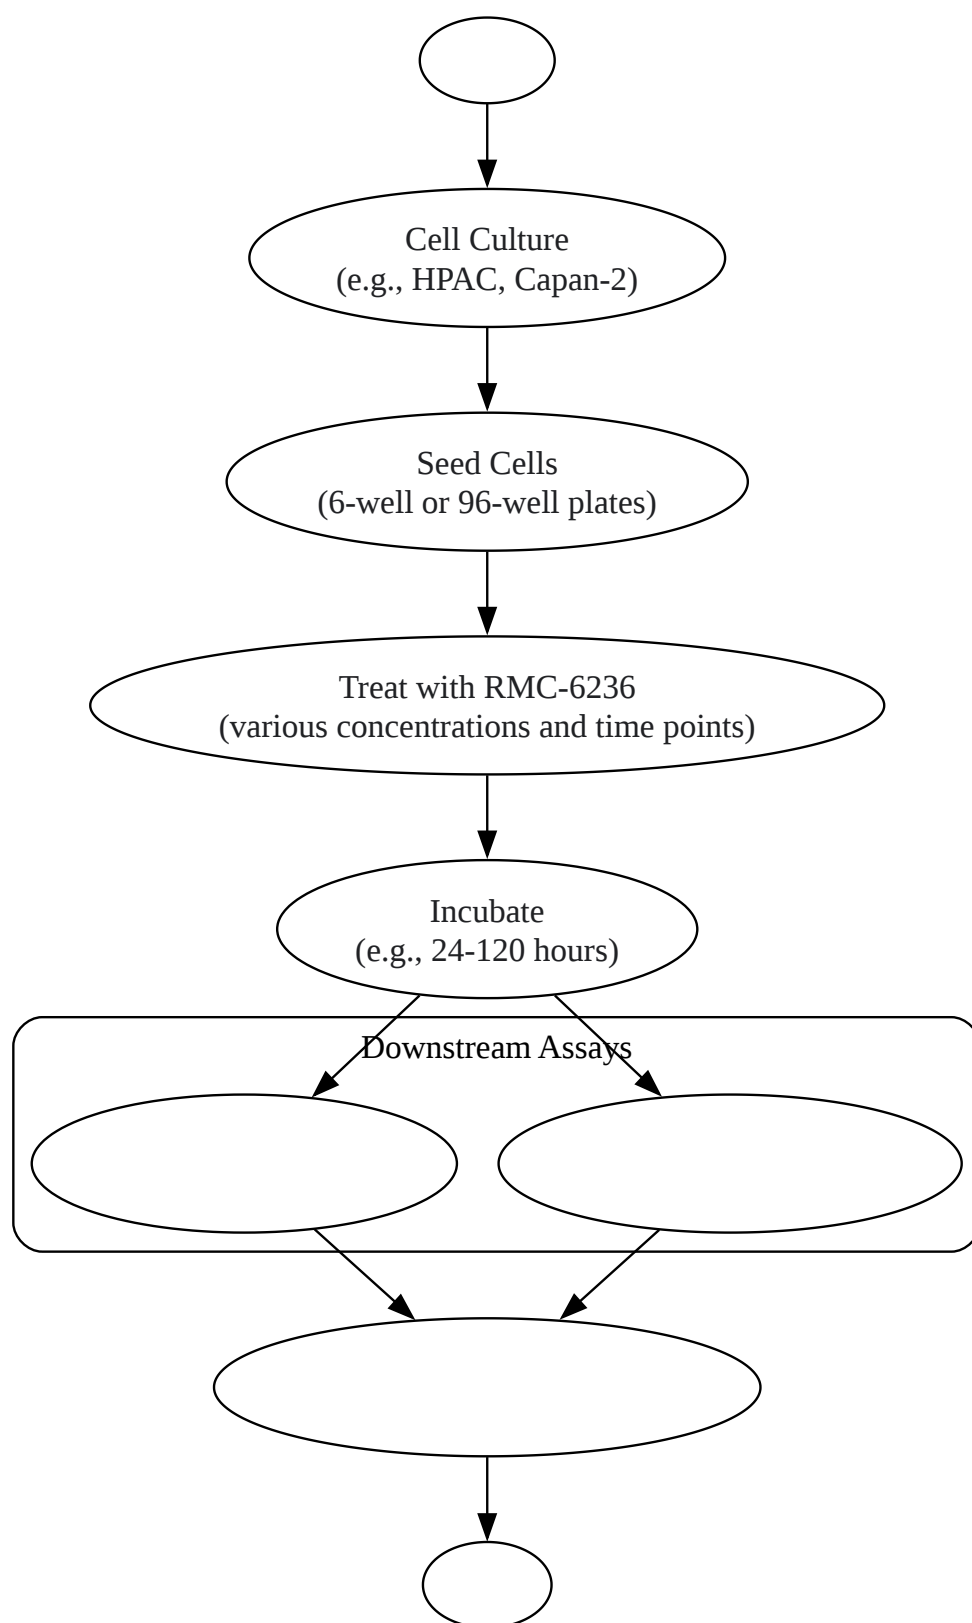 Cell Culture
(e.g., HPAC, Capan-2)
Seed Cells
(6-well or 96-well plates)
Treat with RMC-6236
(various concentrations and time points)
Incubate
(e.g., 24-120 hours)
Downstream Assays